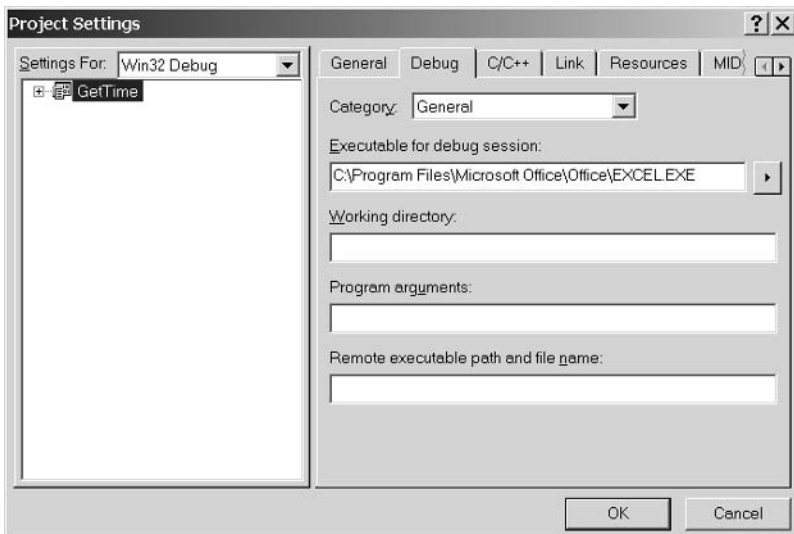 Project Settings
Settings For: Win32 Debug
GetTime
General Debug C/C++ Link Resources MID
Category: General
Executable for debug session:
C:\Program Files\Microsoft Office\Office\EXCEL.EXE
Working directory:
Program arguments:
Remote executable path and file name:
OK Cancel